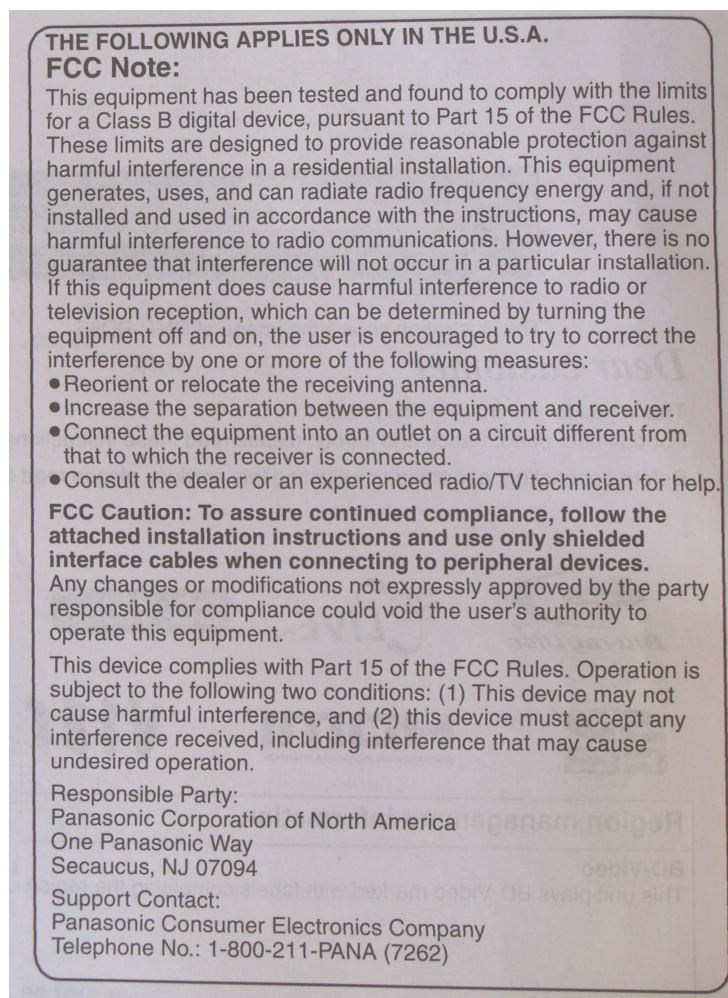 THE FOLLOWING APPLIES ONLY IN THE U.S.A.
FCC Note:
This equipment has been tested and found to comply with the limits
for a Class B digital device, pursuant to Part 15 of the FCC Rules.
These limits are designed to provide reasonable protection against
harmful interference in a residential installation. This equipment
generates, uses, and can radiate radio frequency energy and, if not
installed and used in accordance with the instructions, may cause
harmful interference to radio communications. However, there is no
guarantee that interference will not occur in a particular installation.
If this equipment does cause harmful interference to radio or
television reception, which can be determined by turning the
equipment off and on, the user is encouraged to try to correct the
interference by one or more of the following measures:
●Reorient or relocate the receiving antenna.
●Increase the separation between the equipment and receiver.
●Connect the equipment into an outlet on a circuit different from
that to which the receiver is connected.
●Consult the dealer or an experienced radio/TV technician for help.
FCC Caution: To assure continued compliance, follow the
attached installation instructions and use only shielded
interface cables when connecting to peripheral devices.
Any changes or modifications not expressly approved by the party
responsible for compliance could void the user's authority to
operate this equipment.
This device complies with Part 15 of the FCC Rules. Operation is
subject to the following two conditions: (1) This device may not
cause harmful interference, and (2) this device must accept any
interference received, including interference that may cause
undesired operation.
Responsible Party:
Panasonic Corporation of North America
One Panasonic Way
Secaucus, NJ 07094
Support Contact:
Panasonic Consumer Electronics Company
Telephone No.: 1-800-211-PANA (7262)